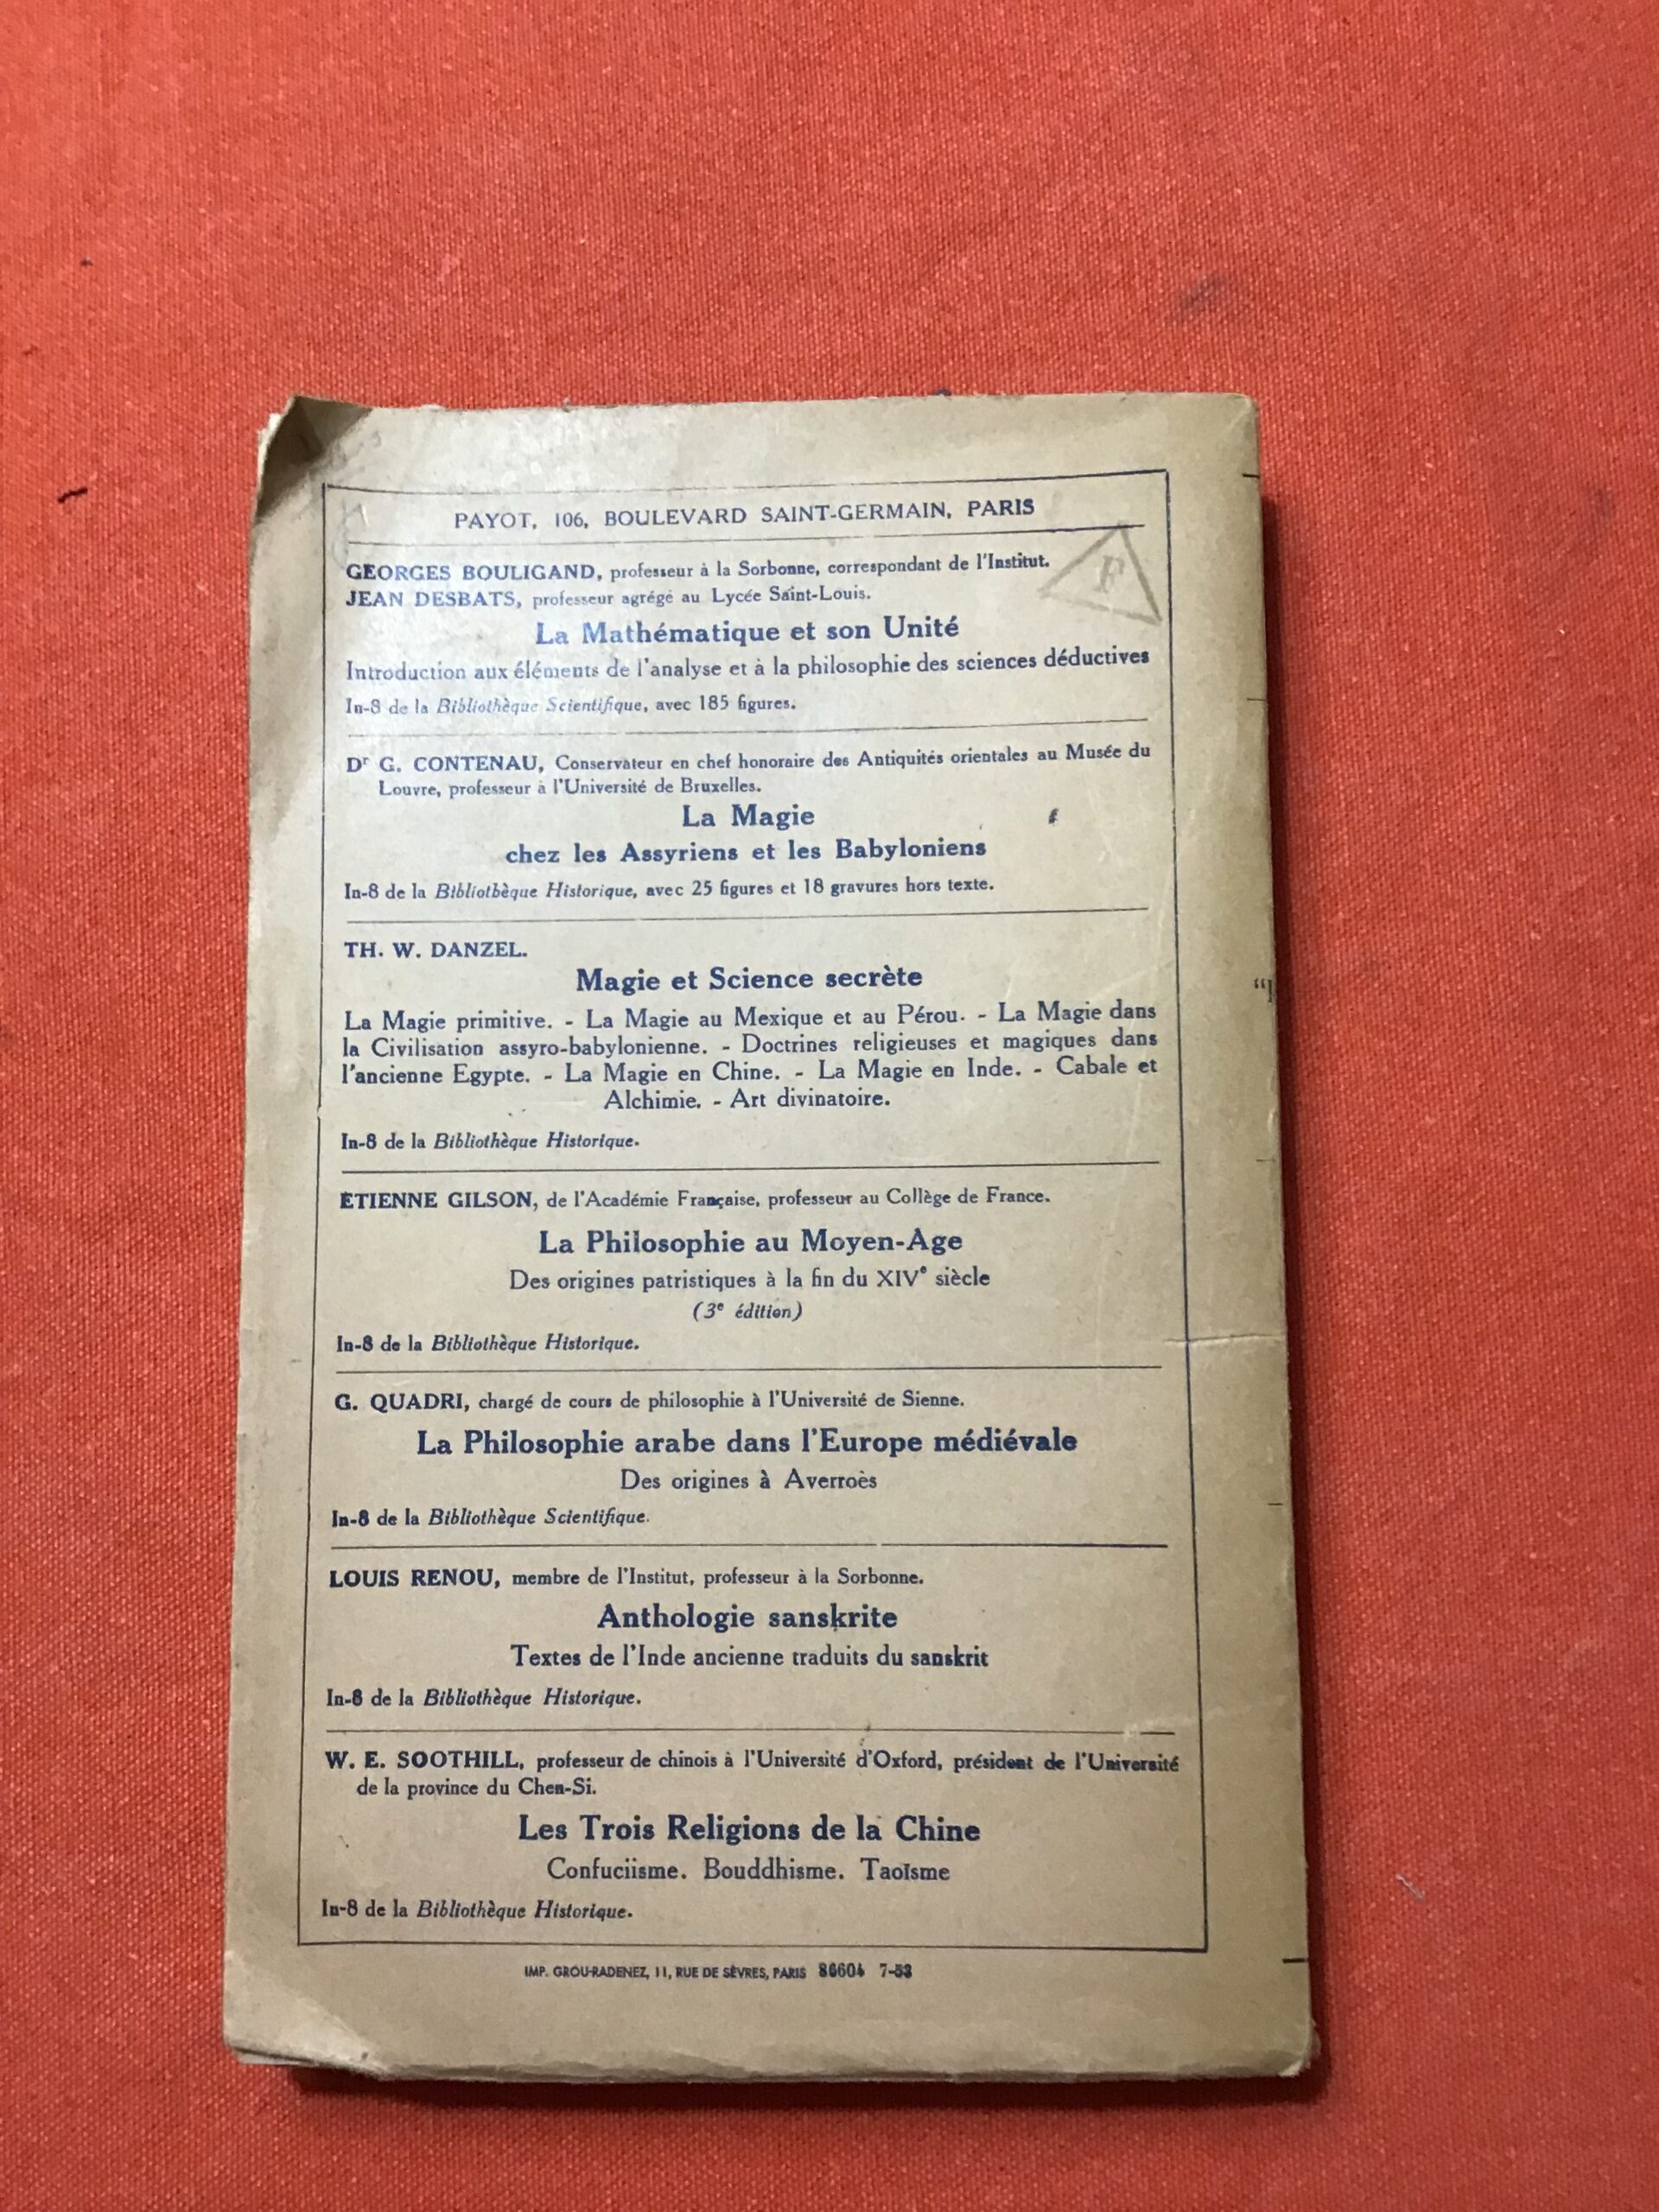 PAYOT, 106, BOULEVARD SAINT-GERMAIN, PARIS
F
GEORGES BOULIGAND, professeur à la Sorbonne, correspondant de l'Institut.
JEAN DESBATS, professeur agrégé au Lycée Saint-Louis.
La Mathématique et son Unité
Introduction aux éléments de l'analyse et à la philosophie des sciences déductives
In-8 de la Bibliothèque Scientifique, avec 185 figures.
Dr G. CONTENAU, Conservateur en chef honoraire des Antiquités orientales au Musée du
Louvre, professeur à l'Université de Bruxelles.
La Magie
chez les Assyriens et les Babyloniens
In-8 de la Bibliothèque Historique, avec 25 figures et 18 gravures hors texte.
TH. W. DANZEL.
Magie et Science secrète
La Magie primitive. - La Magie au Mexique et au Pérou. - La Magie dans
la Civilisation assyro-babylonienne. - Doctrines religieuses et magiques dans
l'ancienne Egypte. - La Magie en Chine. - La Magie en Inde. - Cabale et
Alchimie. - Art divinatoire.
In-8 de la Bibliothèque Historique.
ÉTIENNE GILSON, de l'Académie Française, professeur au Collège de France.
La Philosophie au Moyen-Age
Des origines patristiques à la fin du XIVe siècle
(3e édition)
In-8 de la Bibliothèque Historique.
G. QUADRI, chargé de cours de philosophie à l'Université de Sienne.
La Philosophie arabe dans l'Europe médiévale
Des origines à Averroès
In-8 de la Bibliothèque Scientifique.
LOUIS RENOU, membre de l'Institut, professeur à la Sorbonne.
Anthologie sanskrite
Textes de l'Inde ancienne traduits du sanskrit
In-8 de la Bibliothèque Historique.
W. E. SOOTHILL, professeur de chinois à l'Université d'Oxford, président de l'Université
de la province du Chen-Si.
Les Trois Religions de la Chine
Confuciisme. Bouddhisme. Taoïsme
In-8 de la Bibliothèque Historique.
IMP. GROU-RADENEZ, 11, RUE DE SÈVRES, PARIS 86604 7-53